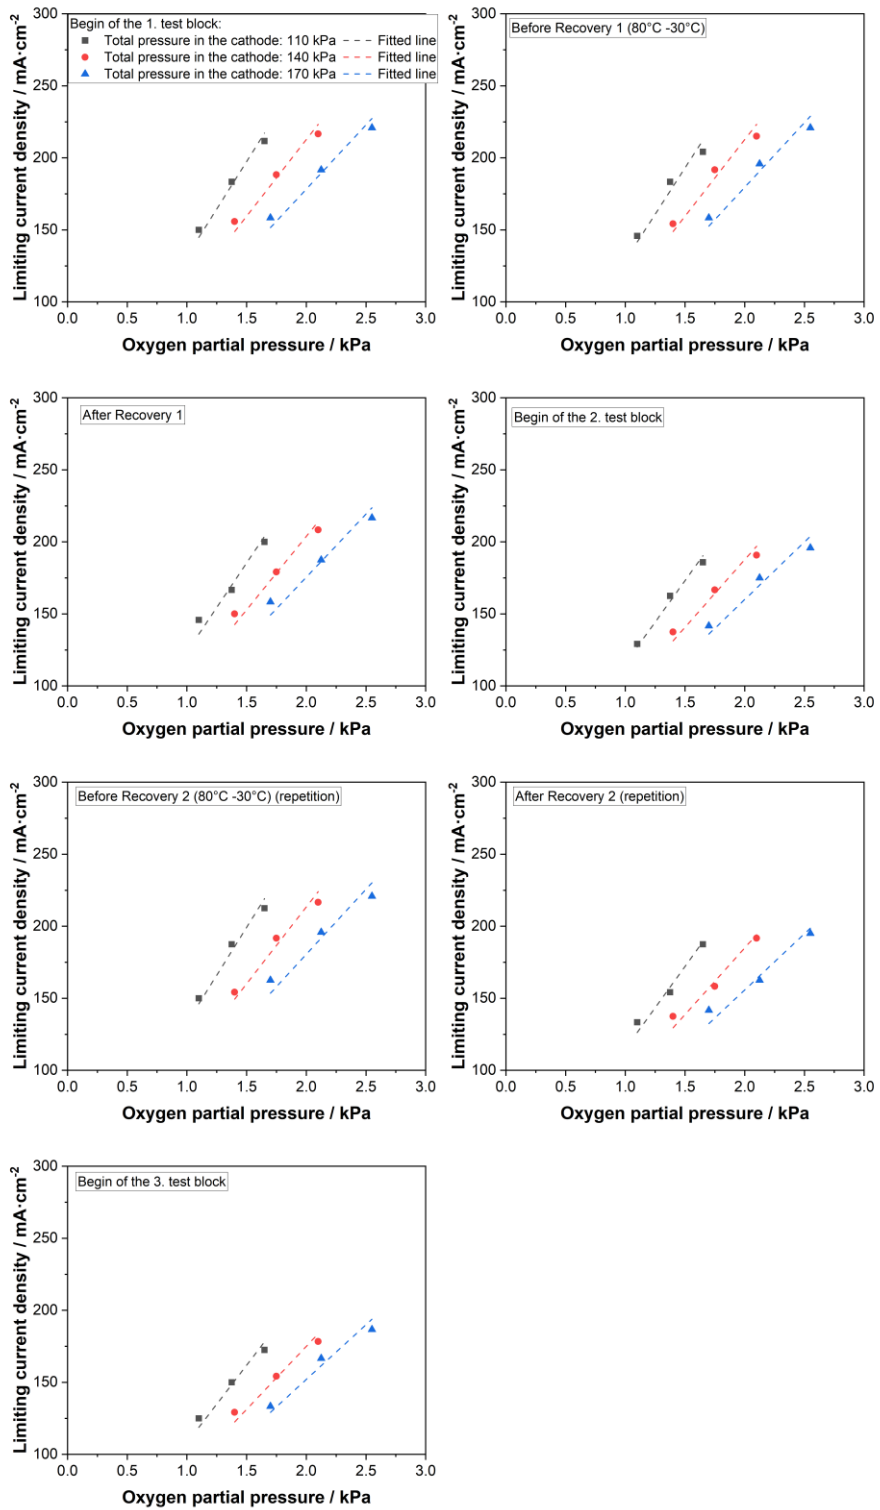 Begin of the 1. test block:
Total pressure in the cathode: 110 kPa Fitted line
Total pressure in the cathode: 140 kPa Fitted line
Total pressure in the cathode: 170 kPa Fitted line
Limiting current density / mA·cm⁻²
300
250
200
150
100
0.0 0.5 1.0 1.5 2.0 2.5 3.0
Oxygen partial pressure / kPa
Before Recovery 1 (80°C -30°C)
Limiting current density / mA·cm⁻²
300
250
200
150
100
0.0 0.5 1.0 1.5 2.0 2.5 3.0
Oxygen partial pressure / kPa
After Recovery 1
Limiting current density / mA·cm⁻²
300
250
200
150
100
0.0 0.5 1.0 1.5 2.0 2.5 3.0
Oxygen partial pressure / kPa
Begin of the 2. test block
Limiting current density / mA·cm⁻²
300
250
200
150
100
0.0 0.5 1.0 1.5 2.0 2.5 3.0
Oxygen partial pressure / kPa
Before Recovery 2 (80°C -30°C) (repetition)
Limiting current density / mA·cm⁻²
300
250
200
150
100
0.0 0.5 1.0 1.5 2.0 2.5 3.0
Oxygen partial pressure / kPa
After Recovery 2 (repetition)
Limiting current density / mA·cm⁻²
300
250
200
150
100
0.0 0.5 1.0 1.5 2.0 2.5 3.0
Oxygen partial pressure / kPa
Begin of the 3. test block
Limiting current density / mA·cm⁻²
300
250
200
150
100
0.0 0.5 1.0 1.5 2.0 2.5 3.0
Oxygen partial pressure / kPa